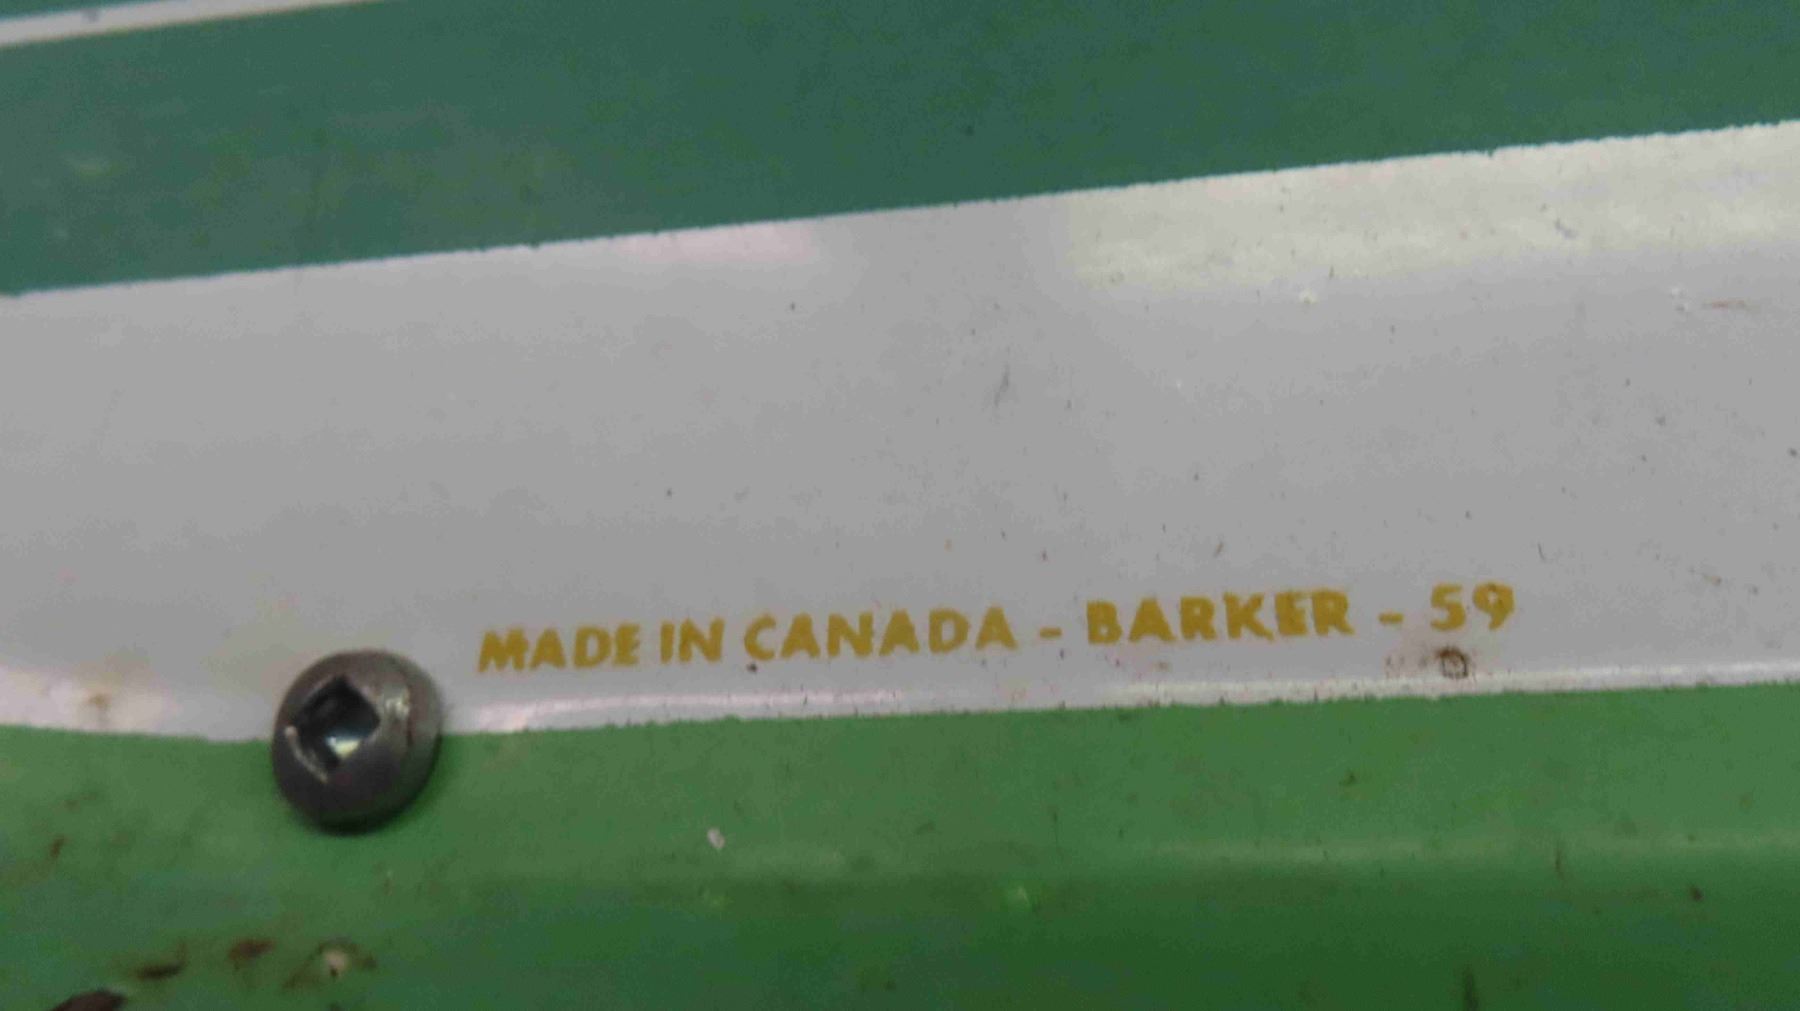 MADE IN CANADA - BARKER - 59